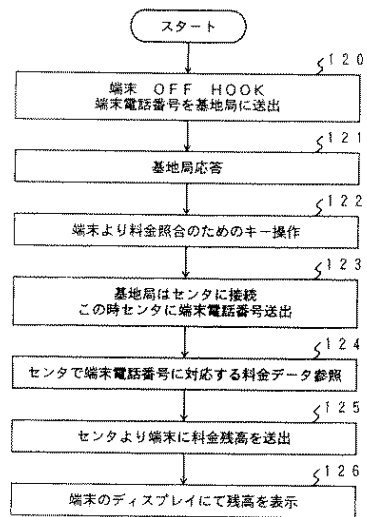 スタート
120
端末 OFF HOOK
端末電話番号を基地局に送出
121
基地局応答
122
端末より料金照合のためのキー操作
123
基地局はセンタに接続
この時センタに端末電話番号送出
124
センタで端末電話番号に対応する料金データ参照
125
センタより端末に料金残高を送出
126
端末のディスプレイにて残高を表示